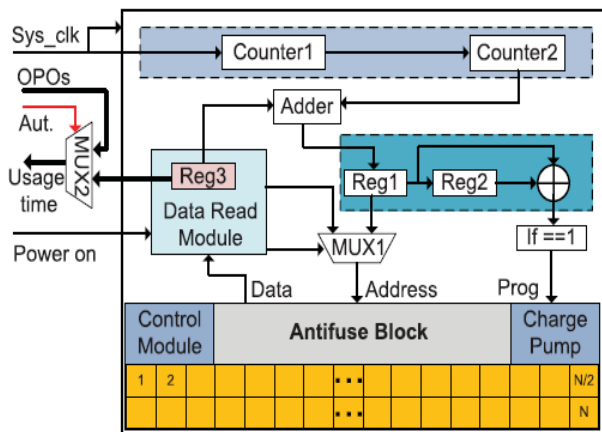 Sys_clk
Counter1
Counter2
OPOs
Adder
Aut.
MUX2
Usage
time
Reg3
Data Read
Module
Reg1
Reg2
MUX1
If ==1
Power on
Data
Address
Prog
Control
Module
Antifuse Block
Charge
Pump
1 2 ... N/2
... N